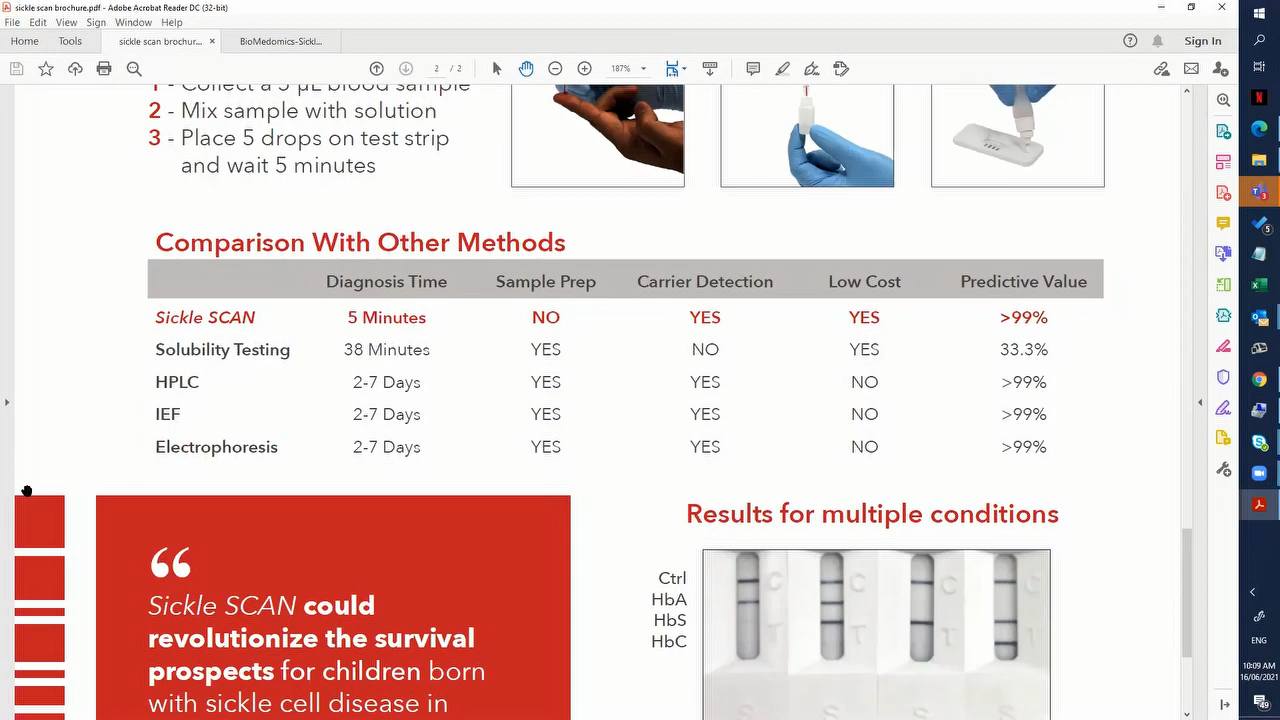 sickle scan brochure.pdf - Adobe Acrobat Reader DC (32-bit)
File Edit View Sign Window Help
Home Tools sickle scan brochur... × BioMedomics-Sickl...
Sign In
2 / 2 187%
1 - Collect a 5 µL blood sample
2 - Mix sample with solution
3 - Place 5 drops on test strip
and wait 5 minutes
Comparison With Other Methods
Diagnosis Time Sample Prep Carrier Detection Low Cost Predictive Value
Sickle SCAN 5 Minutes NO YES YES >99%
Solubility Testing 38 Minutes YES NO YES 33.3%
HPLC 2-7 Days YES YES NO >99%
IEF 2-7 Days YES YES NO >99%
Electrophoresis 2-7 Days YES YES NO >99%
“
Sickle SCAN could
revolutionize the survival
prospects for children born
with sickle cell disease in
Results for multiple conditions
Ctrl
HbA
HbS
HbC
C C C C
T T T
ENG
10:09 AM
16/06/2021